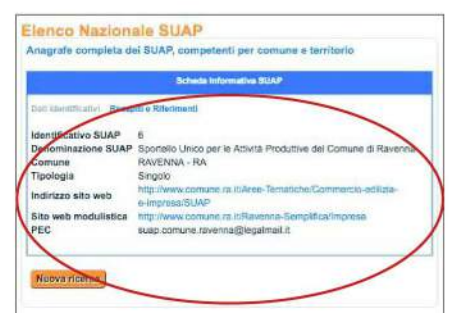 Elenco Nazionale SUAP
Anagrafe completa dei SUAP, competenti per comune e territorio
Scheda Informativa SUAP
Dati identificativi Recapiti e Riferimenti
Identificativo SUAP 6
Denominazione SUAP Sportello Unico per le Attività Produttive del Comune di Ravenna
Comune RAVENNA - RA
Tipologia Singolo
Indirizzo sito web http://www.comune.ra.it/Aree-Tematiche/Commercio-edilizia-
e-impresa/SUAP
Sito web modulistica http://www.comune.ra.it/Ravenna-Semplifica/Imprese
PEC suap.comune.ravenna@legalmail.it
Nuova ricerca